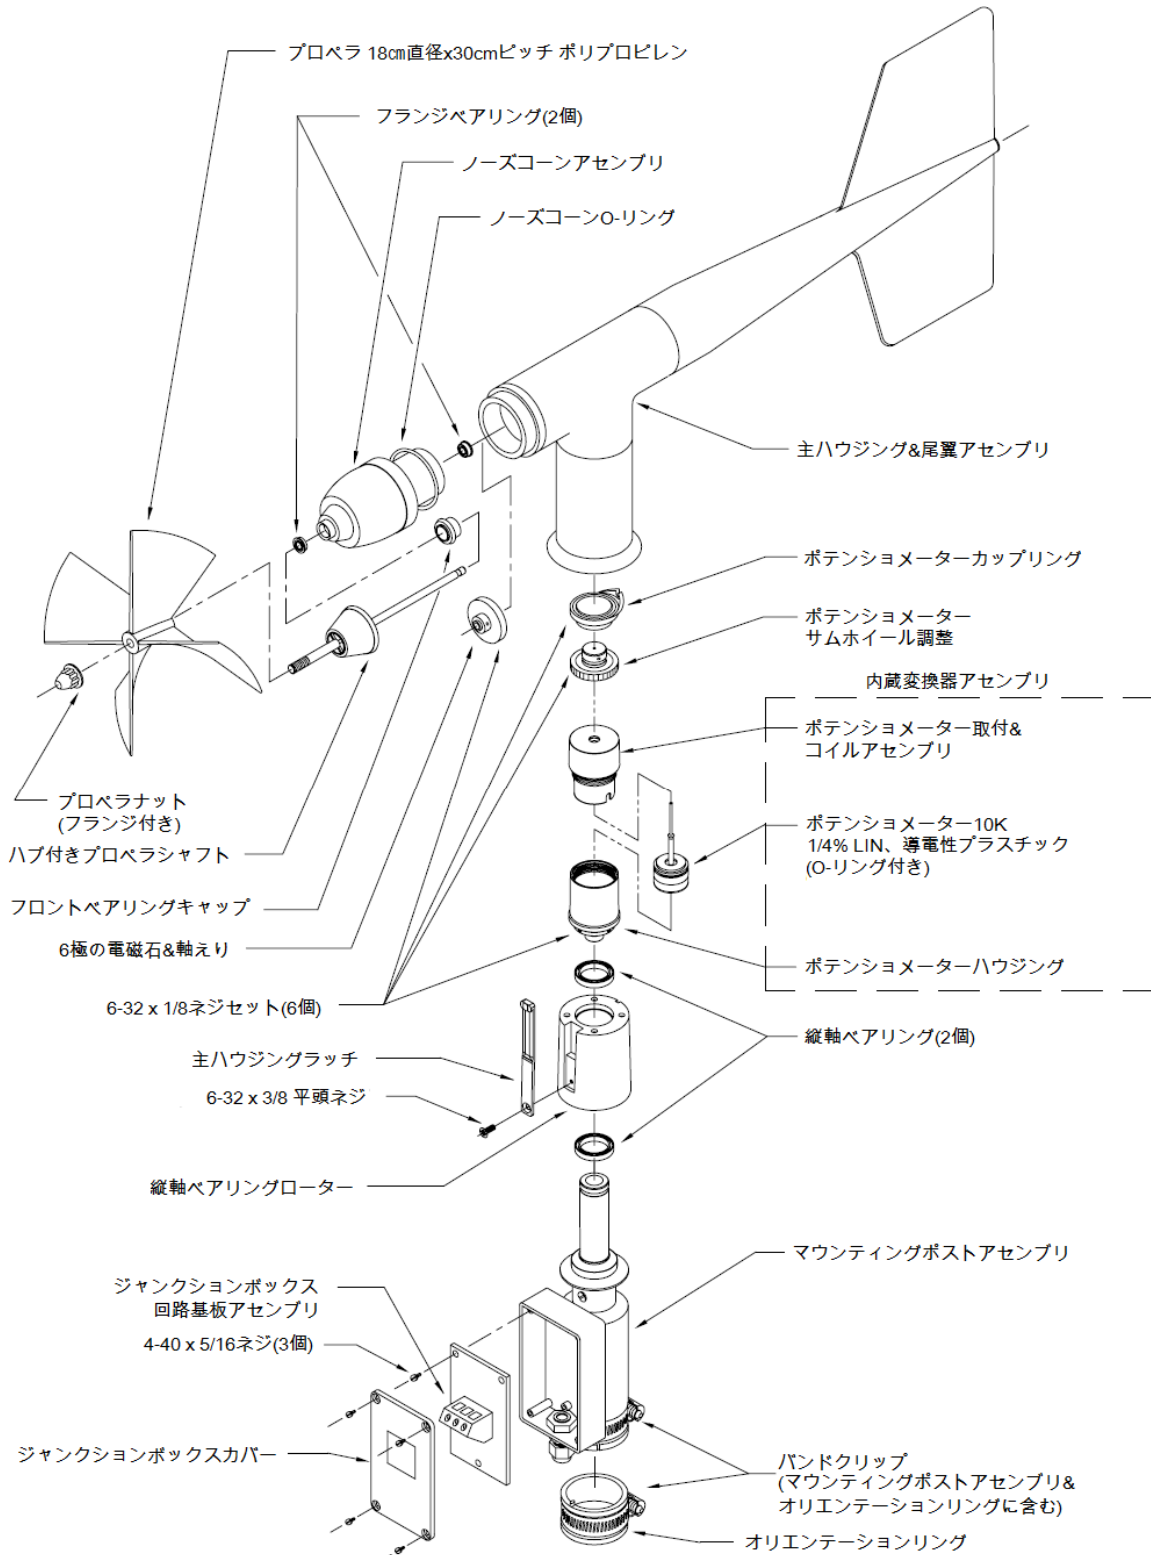 プロペラ 18㎝直径x30cmピッチ ポリプロピレン
フランジベアリング(2個)
ノーズコーンアセンブリ
ノーズコーンO-リング
主ハウジング&尾翼アセンブリ
ポテンショメーターカップリング
ポテンショメーター
サムホイール調整
内蔵変換器アセンブリ
ポテンショメーター取付&
コイルアセンブリ
プロペラナット
(フランジ付き)
ポテンショメーター10K
1/4% LIN、導電性プラスチック
(O-リング付き)
ハブ付きプロペラシャフト
フロントベアリングキャップ
6極の電磁石&軸えり
ポテンショメーターハウジング
6-32 x 1/8ネジセット(6個)
縦軸ベアリング(2個)
主ハウジングラッチ
6-32 x 3/8 平頭ネジ
縦軸ベアリングローター
マウンティングポストアセンブリ
ジャンクションボックス
回路基板アセンブリ
4-40 x 5/16ネジ(3個)
ジャンクションボックスカバー
バンドクリップ
(マウンティングポストアセンブリ&
オリエンテーションリングに含む)
オリエンテーションリング